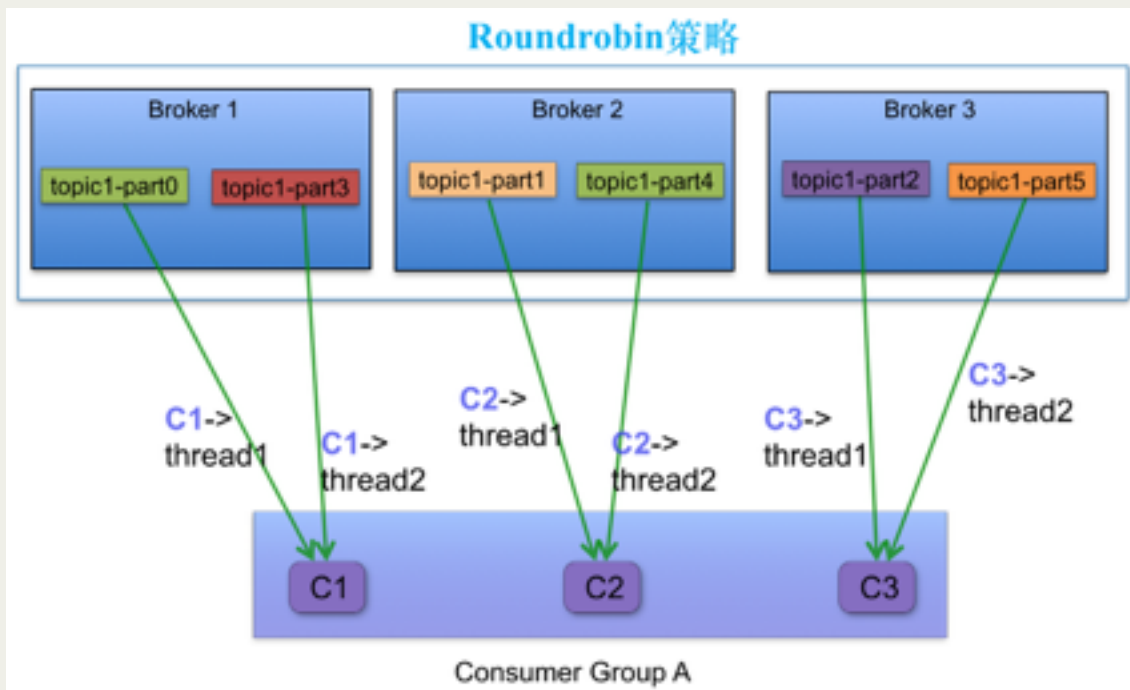 Roundrobin策略
Broker 1
Broker 2
Broker 3
topic1-part0
topic1-part3
topic1-part1
topic1-part4
topic1-part2
topic1-part5
C1->
thread1
C1->
thread2
C2->
thread1
C2->
thread2
C3->
thread1
C3->
thread2
C1
C2
C3
Consumer Group A